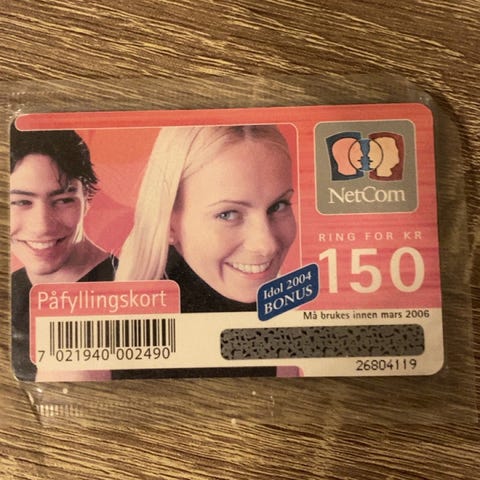 NetCom
RING FOR KR
150
Idol 2004
BONUS
Påfyllingskort
Må brukes innen mars 2006
7 021940 002490
26804119